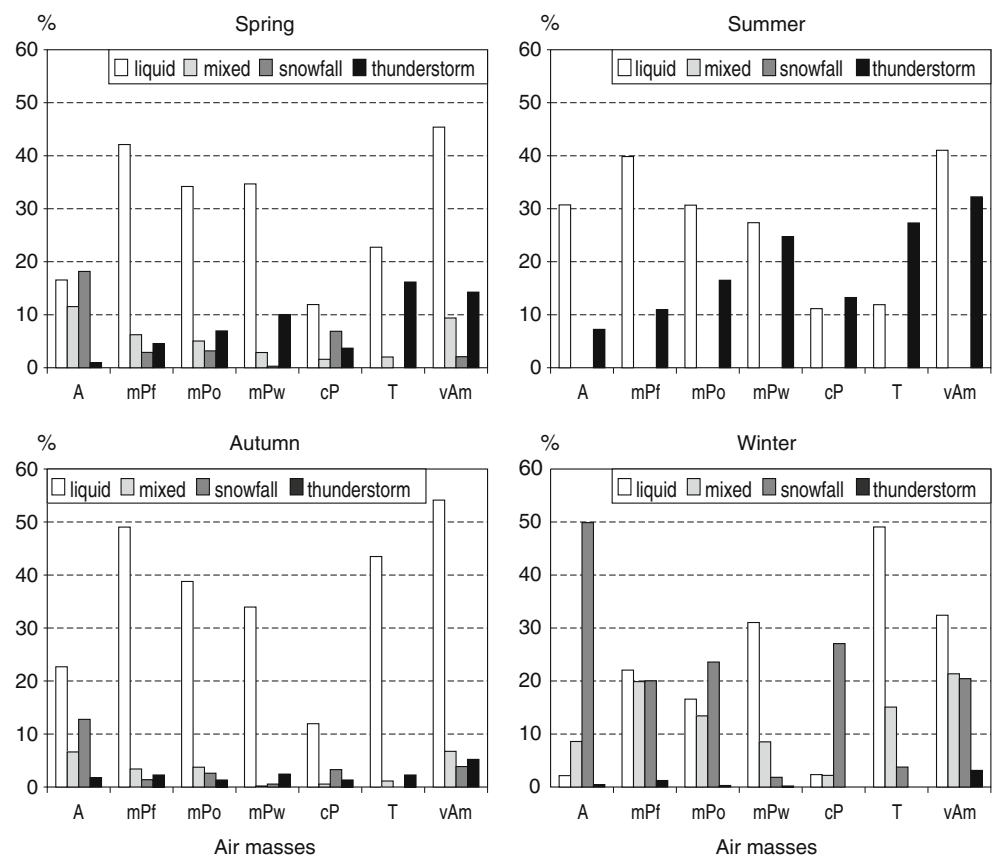 % Spring
60
liquid mixed snowfall thunderstorm
50
40
30
20
10
0
A mPf mPo mPw cP T vAm
% Summer
60
liquid mixed snowfall thunderstorm
50
40
30
20
10
0
A mPf mPo mPw cP T vAm
% Autumn
60
liquid mixed snowfall thunderstorm
50
40
30
20
10
0
A mPf mPo mPw cP T vAm
Air masses
% Winter
60
liquid mixed snowfall thunderstorm
50
40
30
20
10
0
A mPf mPo mPw cP T vAm
Air masses